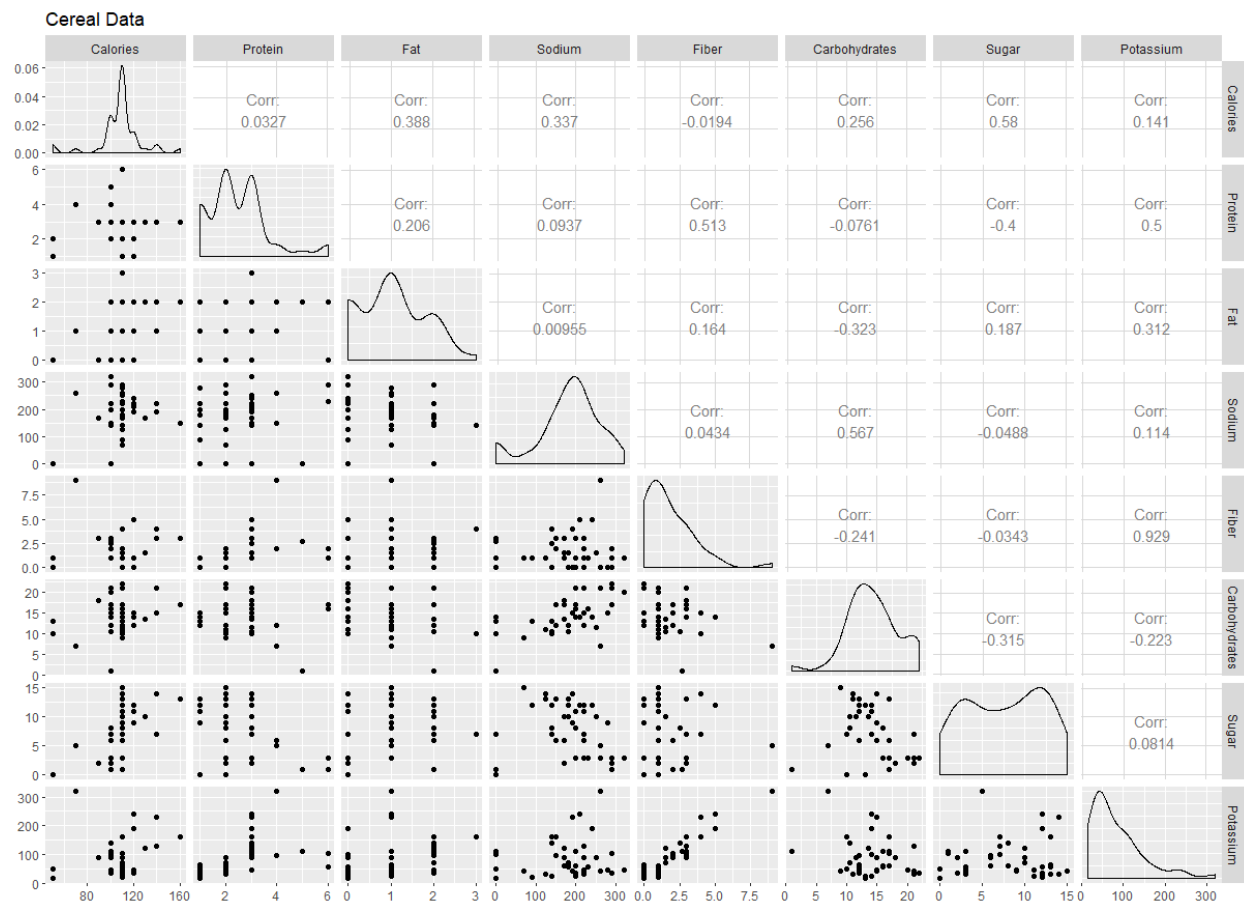 Cereal Data
Calories Protein Fat Sodium Fiber Carbohydrates Sugar Potassium
0.06
0.04
0.02
0.00
Corr:
0.0327
Corr:
0.388
Corr:
0.337
Corr:
-0.0194
Corr:
0.256
Corr:
0.58
Corr:
0.141
Calories
6
4
2
Corr:
0.206
Corr:
0.0937
Corr:
0.513
Corr:
-0.0761
Corr:
-0.4
Corr:
0.5
Protein
3
2
1
0
Corr:
0.00955
Corr:
0.164
Corr:
-0.323
Corr:
0.187
Corr:
0.312
Fat
300
200
100
0
Corr:
0.0434
Corr:
0.567
Corr:
-0.0488
Corr:
0.114
Sodium
7.5
5.0
2.5
0.0
Corr:
-0.241
Corr:
-0.0343
Corr:
0.929
Fiber
20
15
10
5
0
Corr:
-0.315
Corr:
-0.223
Carbohydrates
15
10
5
0
Corr:
0.0814
Sugar
300
200
100
0
Potassium
80 120 160 2 4 6 0 1 2 3 0 100 200 300 0.0 2.5 5.0 7.5 0 5 10 15 20 0 5 10 15 0 100 200 300